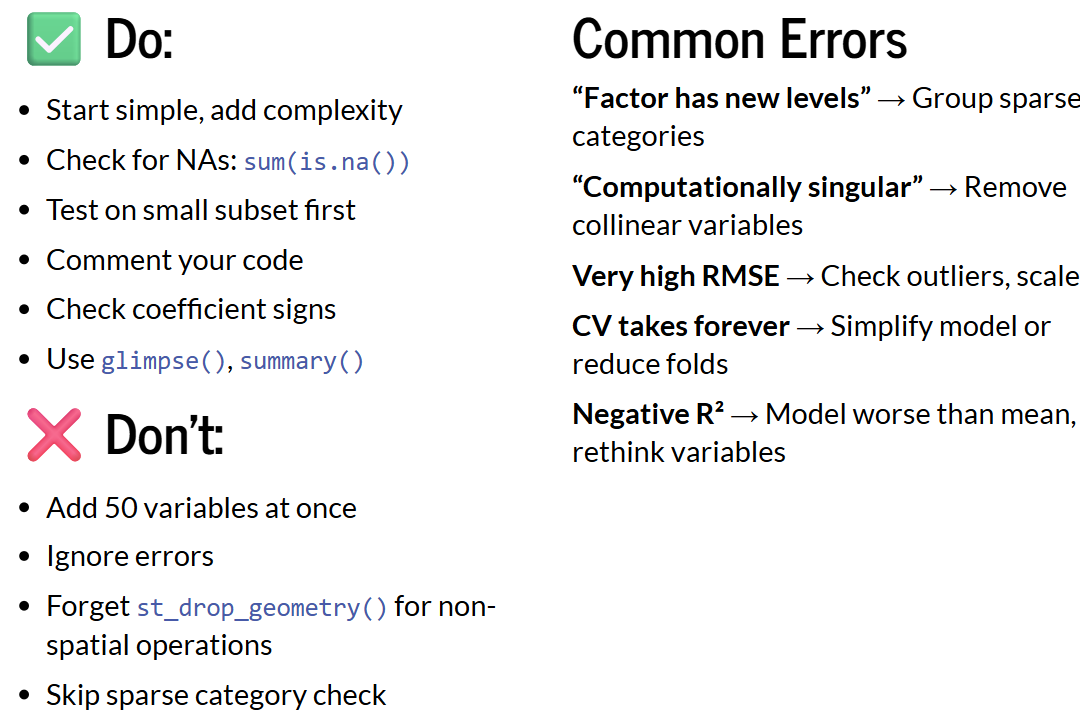 Do:
Start simple, add complexity
Check for NAs: sum(is.na())
Test on small subset first
Comment your code
Check coefficient signs
Use glimpse(), summary()
Don’t:
Add 50 variables at once
Ignore errors
Forget st_drop_geometry() for non-
spatial operations
Skip sparse category check
Common Errors
“Factor has new levels” → Group sparse
categories
“Computationally singular” → Remove
collinear variables
Very high RMSE → Check outliers, scale
CV takes forever → Simplify model or
reduce folds
Negative R² → Model worse than mean,
rethink variables